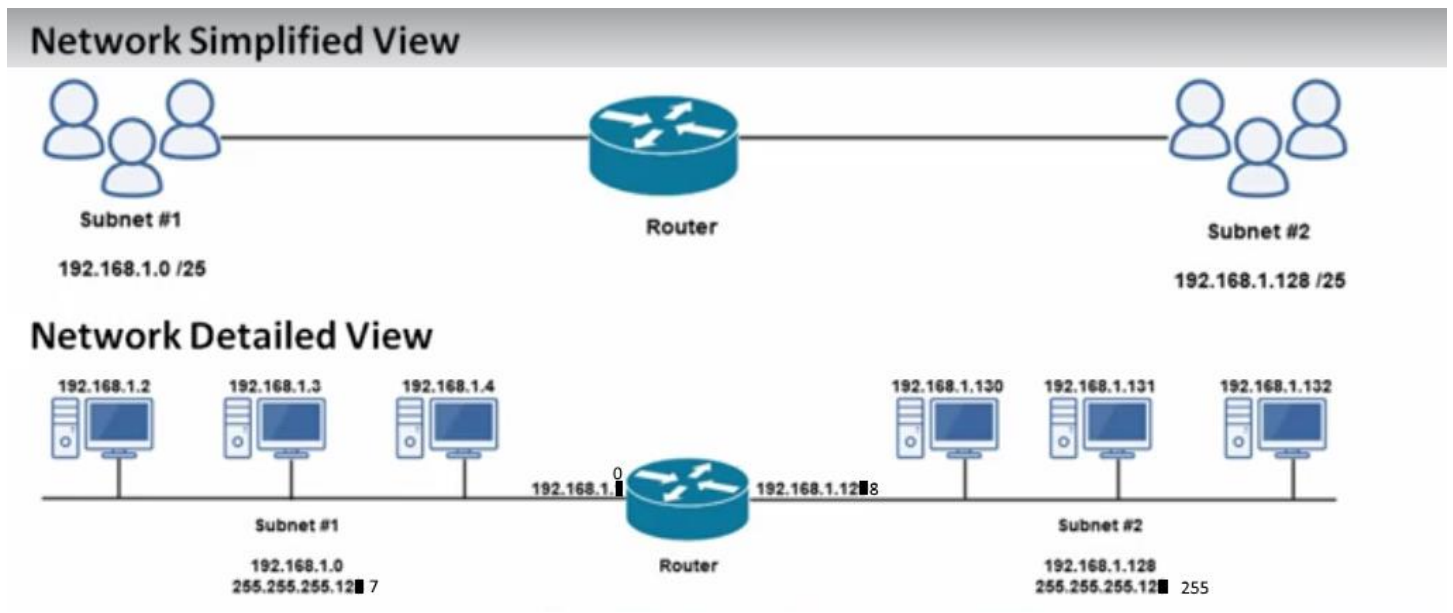 Network Simplified View
Subnet #1
Router
Subnet #2
192.168.1.0 /25
192.168.1.128 /25
Network Detailed View
192.168.1.2
192.168.1.3
192.168.1.4
192.168.1.130
192.168.1.131
192.168.1.132
0
192.168.1.
192.168.1.12 8
Subnet #1
Router
Subnet #2
192.168.1.0
255.255.255.12 7
192.168.1.128
255.255.255.12 255